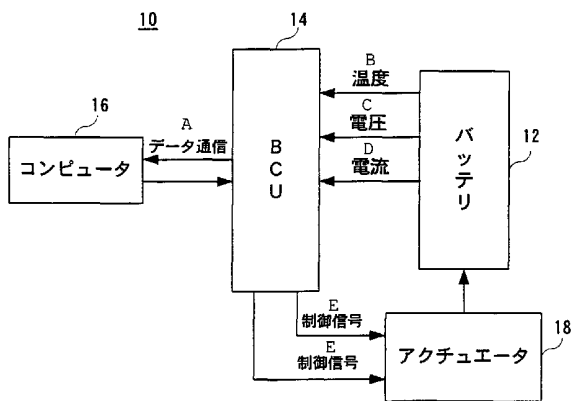 10
14
B
温度
C
電圧
D
電流
16
A
データ通信
コンピュータ
BCU
バッテリ
12
E
制御信号
E
制御信号
アクチュエータ
18